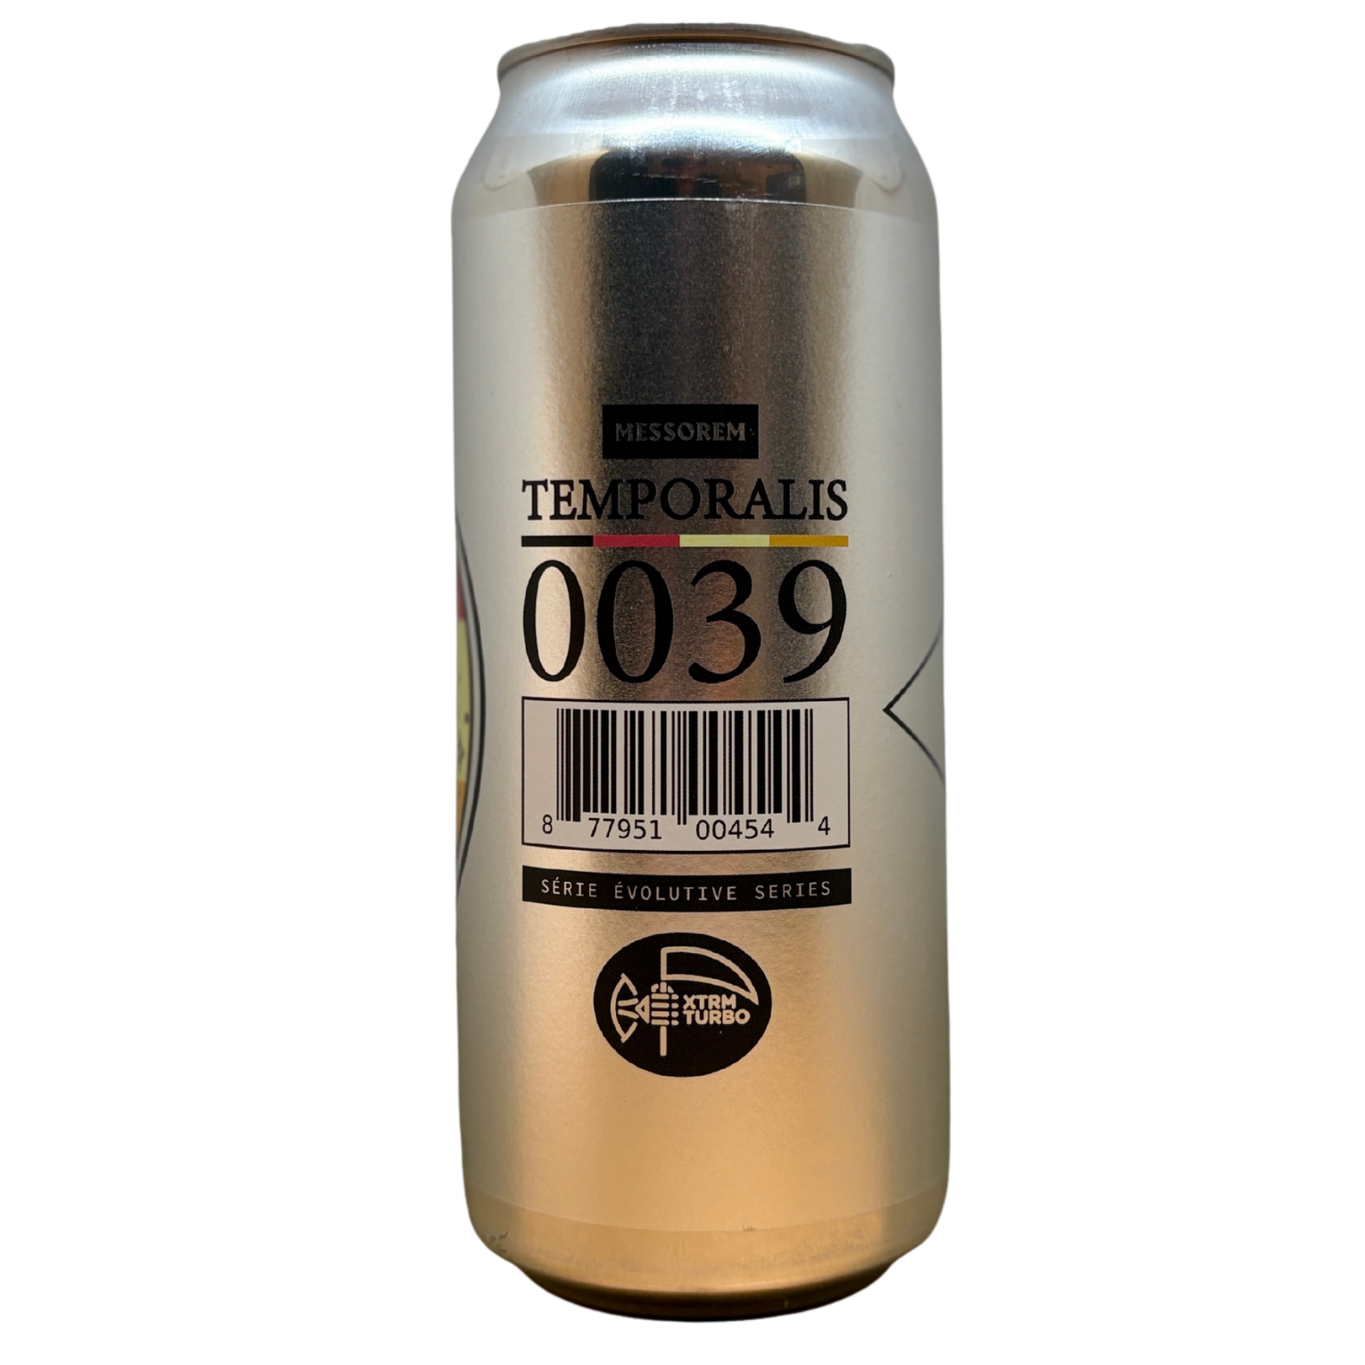 MESSOREM
TEMPORALIS
0039
8 77951 00454 4
SÉRIE ÉVOLUTIVE SERIES
XTRM
TURBO